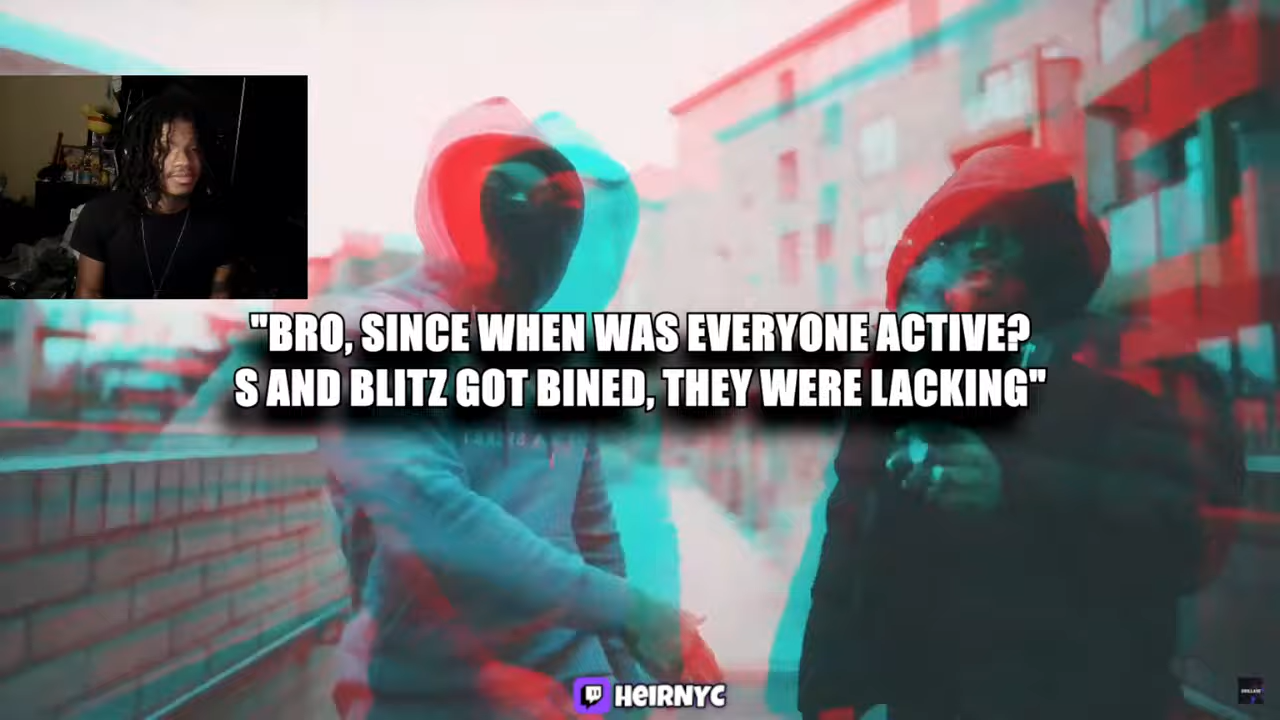 "BRO, SINCE WHEN WAS EVERYONE ACTIVE?
S AND BLITZ GOT BINED, THEY WERE LACKING"
HEIRNYC